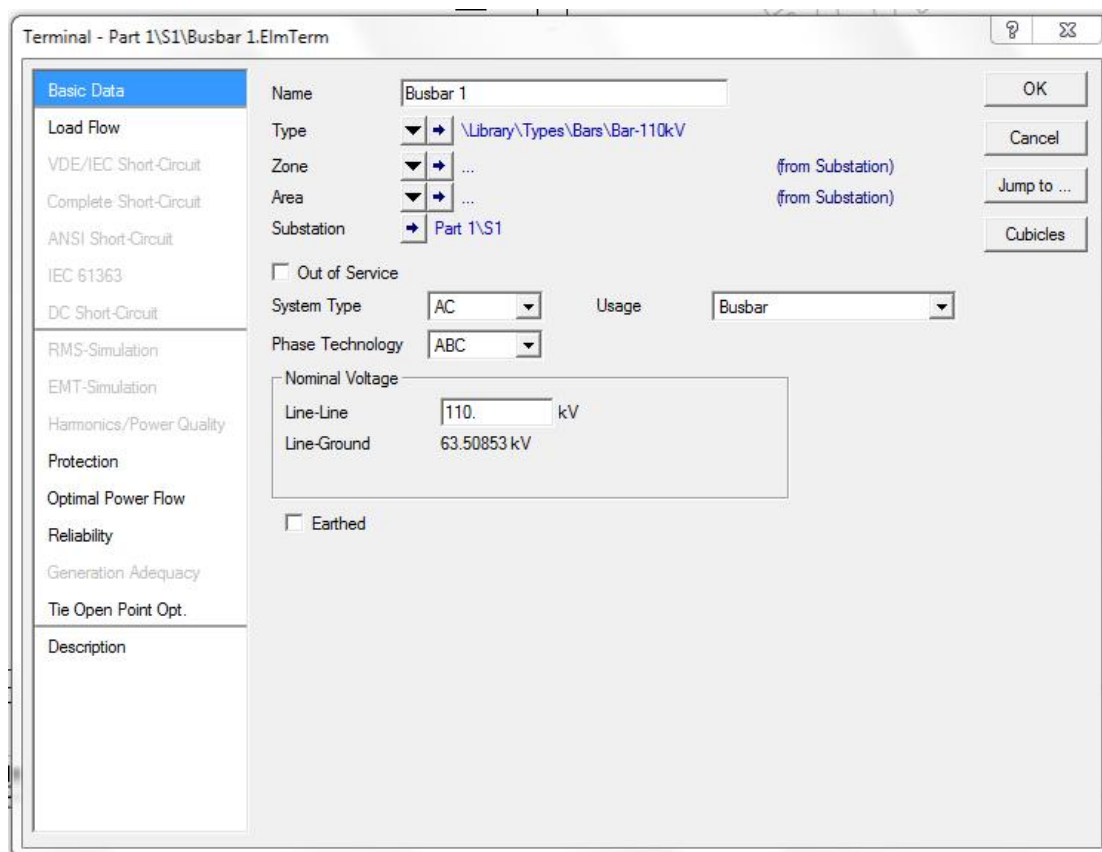 Terminal - Part 1\S1\Busbar 1.ElmTerm
Basic Data
Load Flow
VDE/IEC Short-Circuit
Complete Short-Circuit
ANSI Short-Circuit
IEC 61363
DC Short-Circuit
RMS-Simulation
EMT-Simulation
Harmonics/Power Quality
Protection
Optimal Power Flow
Reliability
Generation Adequacy
Tie Open Point Opt.
Description
Name Busbar 1
Type \Library\Types\Bars\Bar-110kV
Zone ... (from Substation)
Area ... (from Substation)
Substation Part 1\S1
Out of Service
System Type AC Usage Busbar
Phase Technology ABC
Nominal Voltage
Line-Line 110. kV
Line-Ground 63.50853 kV
Earthed
OK
Cancel
Jump to ...
Cubicles